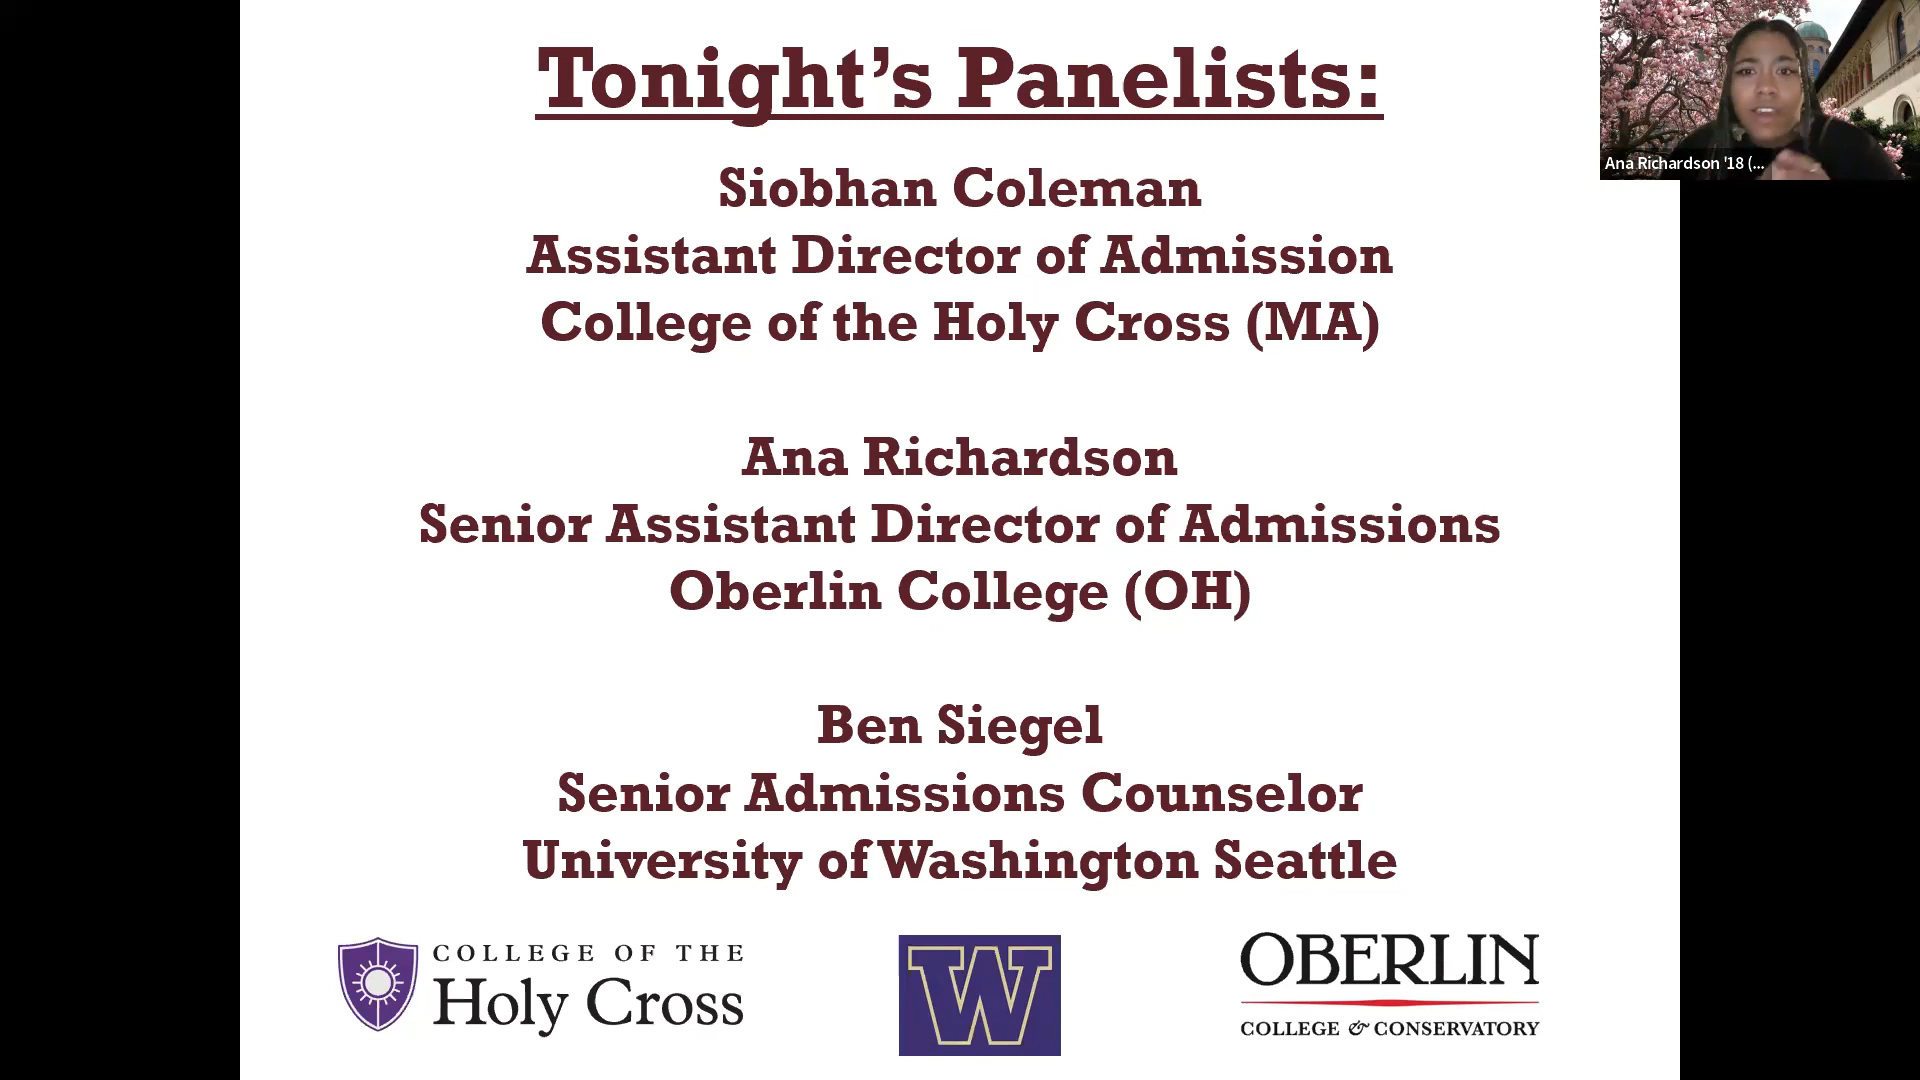 Tonight's Panelists:
Siobhan Coleman
Assistant Director of Admission
College of the Holy Cross (MA)
Ana Richardson
Senior Assistant Director of Admissions
Oberlin College (OH)
Ben Siegel
Senior Admissions Counselor
University of Washington Seattle
COLLEGE OF THE
Holy Cross
W
OBERLIN
COLLEGE & CONSERVATORY
Ana Richardson '18 (...